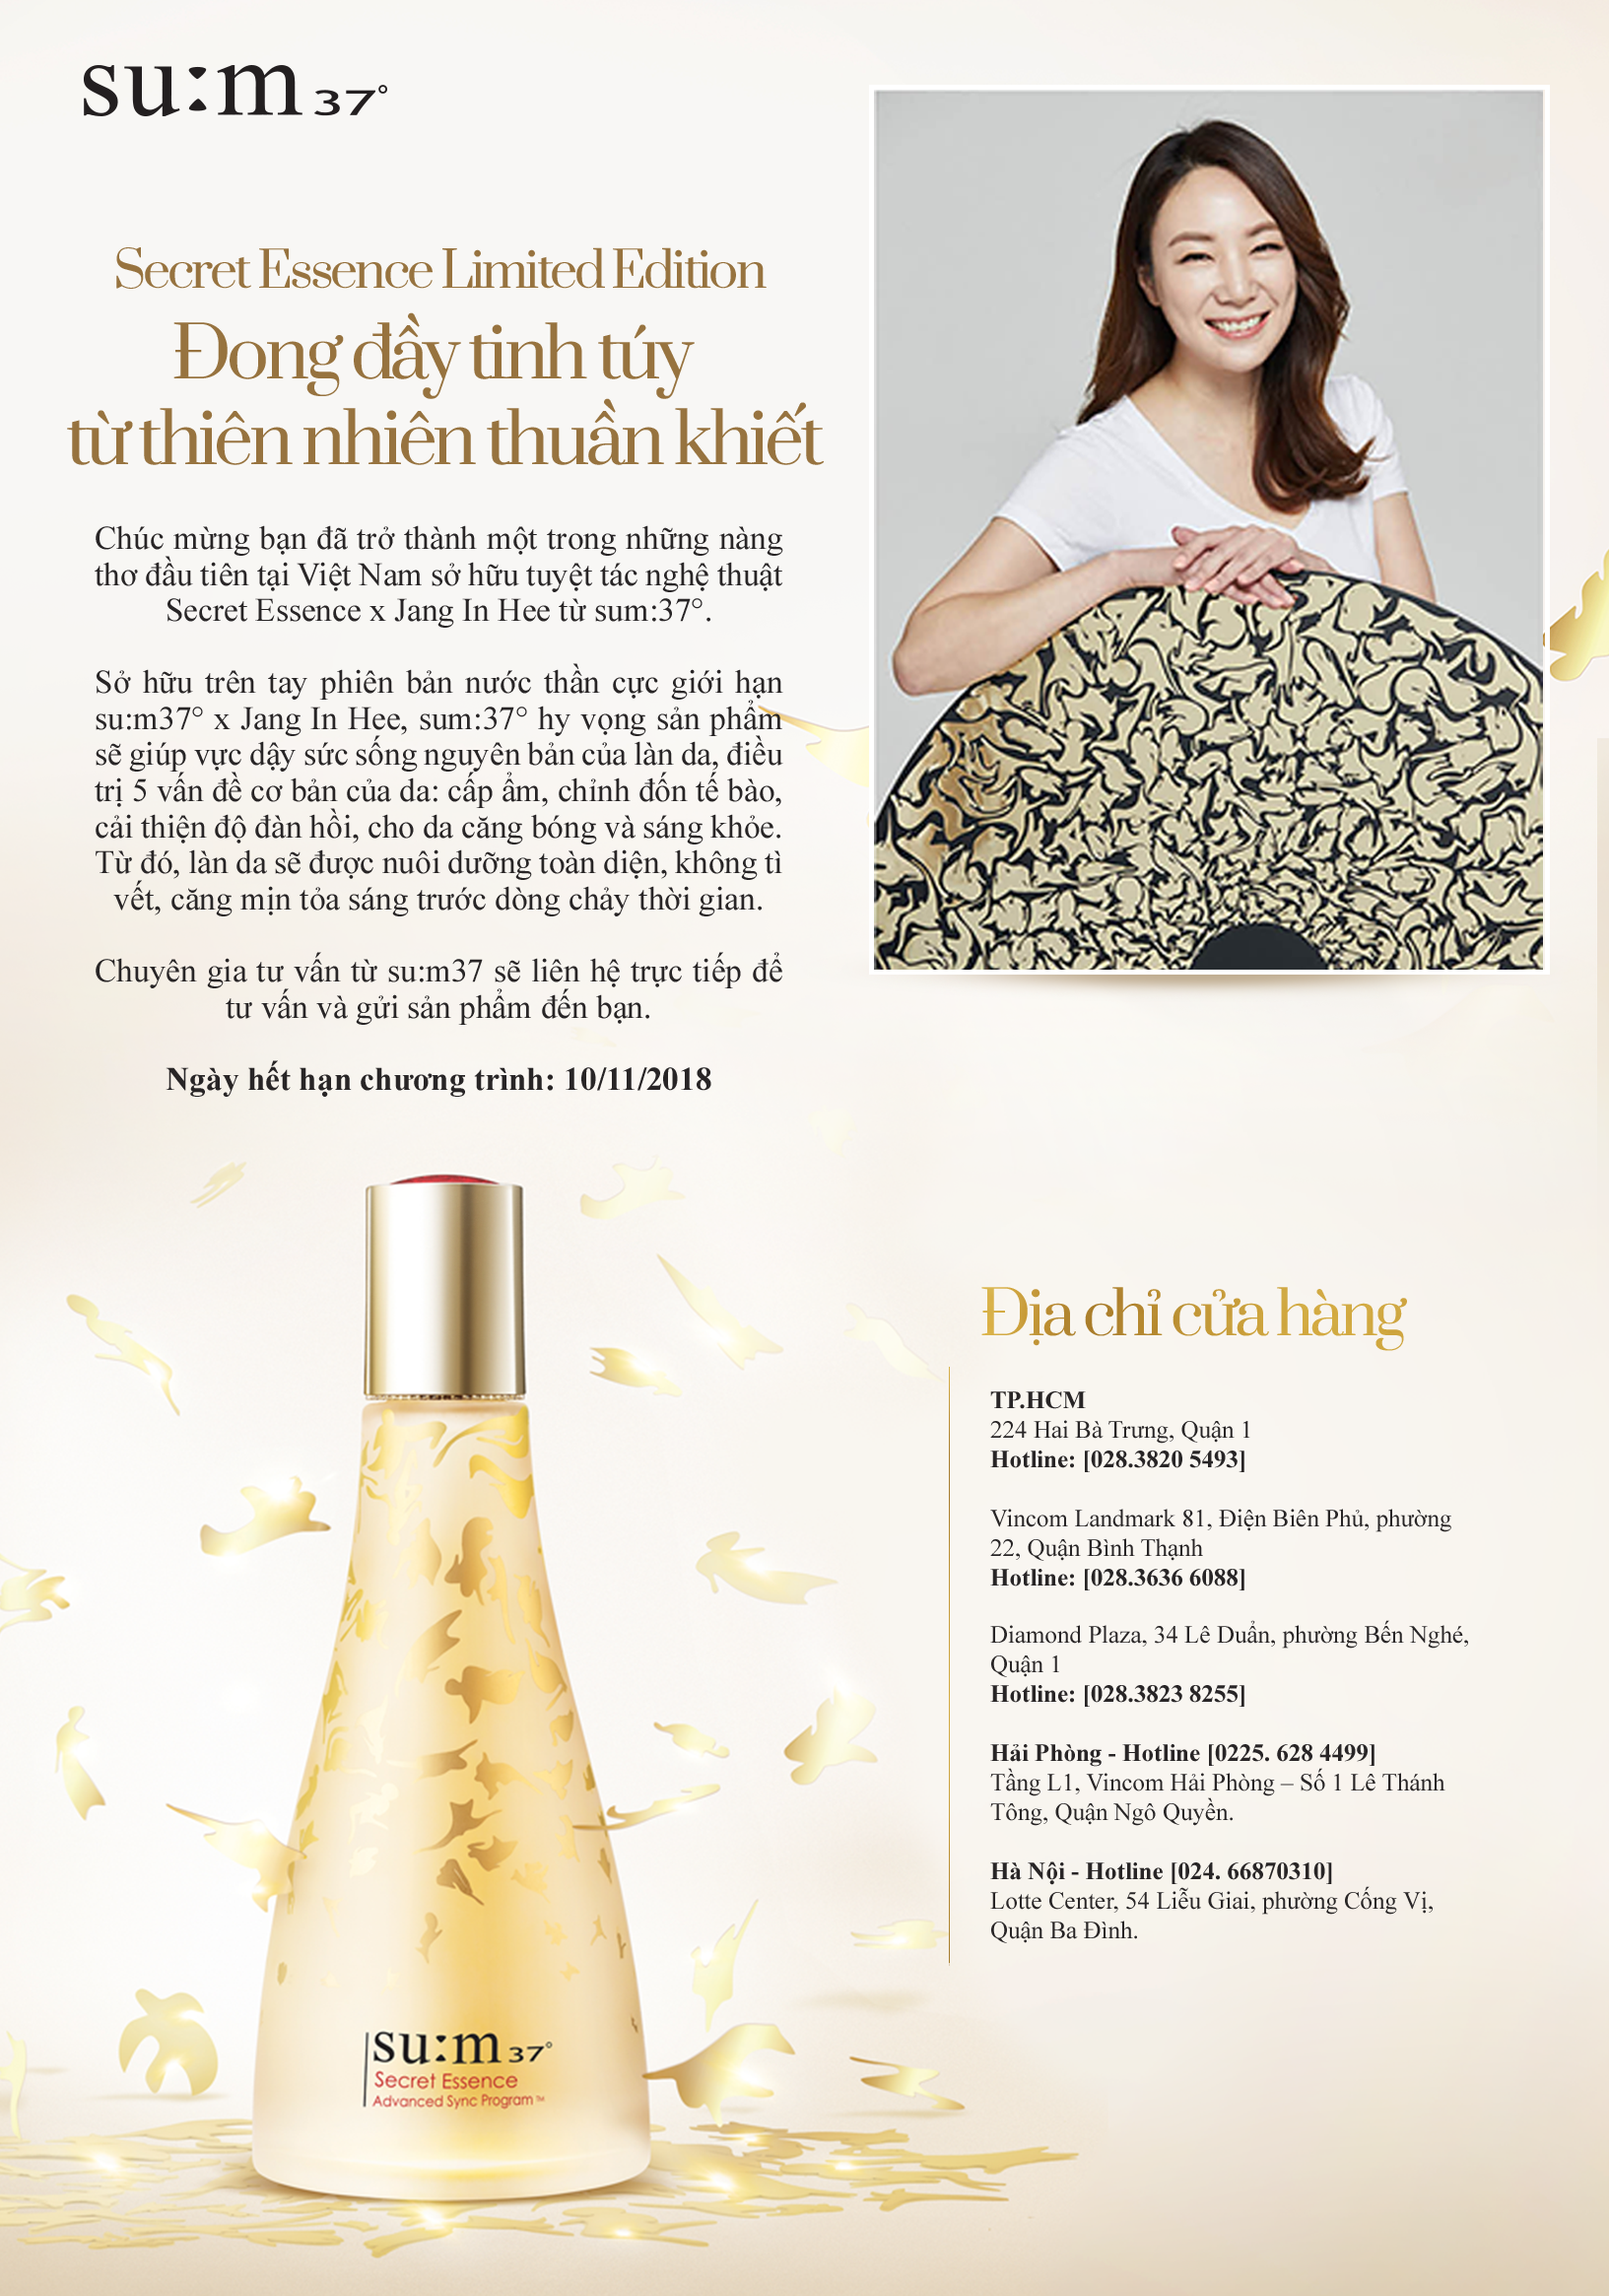 su:m 37°
Secret Essence Limited Edition
Đong đầy tinh túy
từ thiên nhiên thuần khiết
Chúc mừng bạn đã trở thành một trong những nàng
thơ đầu tiên tại Việt Nam sở hữu tuyệt tác nghệ thuật
Secret Essence x Jang In Hee từ sum:37°.
Sở hữu trên tay phiên bản nước thần cực giới hạn
su:m37° x Jang In Hee, sum:37° hy vọng sản phẩm
sẽ giúp vực dậy sức sống nguyên bản của làn da, điều
trị 5 vấn đề cơ bản của da: cấp ẩm, chỉnh đốn tế bào,
cải thiện độ đàn hồi, cho da căng bóng và sáng khỏe.
Từ đó, làn da sẽ được nuôi dưỡng toàn diện, không tì
vết, căng mịn tỏa sáng trước dòng chảy thời gian.
Chuyên gia tư vấn từ su:m37 sẽ liên hệ trực tiếp để
tư vấn và gửi sản phẩm đến bạn.
Ngày hết hạn chương trình: 10/11/2018
Địa chỉ cửa hàng
TP.HCM
224 Hai Bà Trưng, Quận 1
Hotline: [028.3820 5493]
Vincom Landmark 81, Điện Biên Phủ, phường
22, Quận Bình Thạnh
Hotline: [028.3636 6088]
Diamond Plaza, 34 Lê Duẩn, phường Bến Nghé,
Quận 1
Hotline: [028.3823 8255]
Hải Phòng - Hotline [0225. 628 4499]
Tầng L1, Vincom Hải Phòng – Số 1 Lê Thánh
Tông, Quận Ngô Quyền.
Hà Nội - Hotline [024. 66870310]
Lotte Center, 54 Liễu Giai, phường Cống Vị,
Quận Ba Đình.
su:m 37°
Secret Essence
Advanced Sync Program™